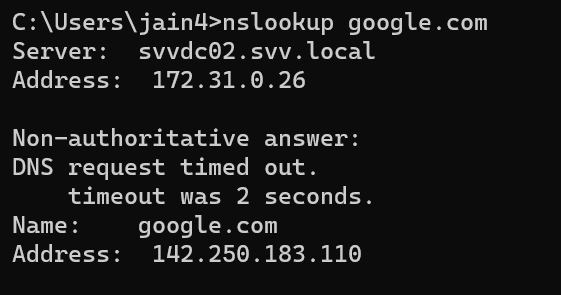 C:\Users\jain4>nslookup google.com
Server:  svvdc02.svv.local
Address:  172.31.0.26

Non-authoritative answer:
DNS request timed out.
    timeout was 2 seconds.
Name:    google.com
Address:  142.250.183.110